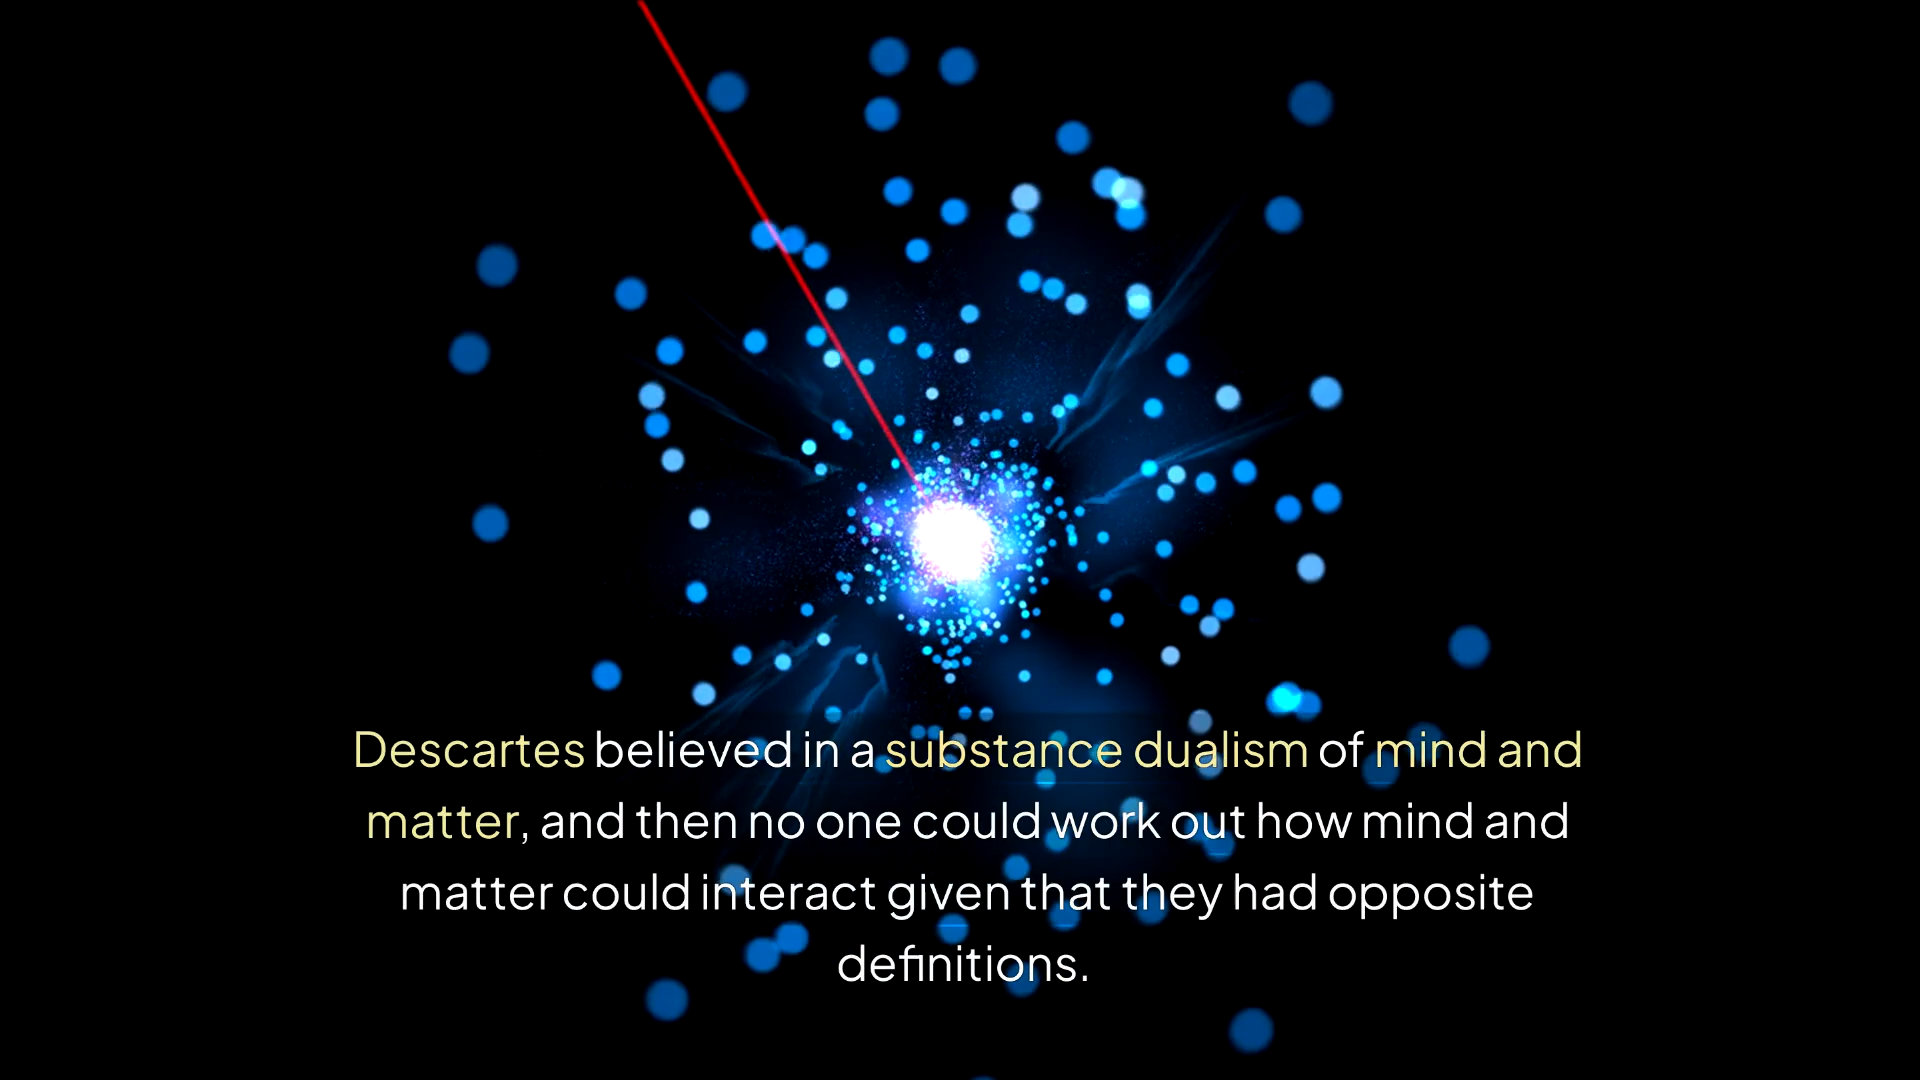 Descartes believed in a substance dualism of mind and
matter, and then no one could work out how mind and
matter could interact given that they had opposite
definitions.